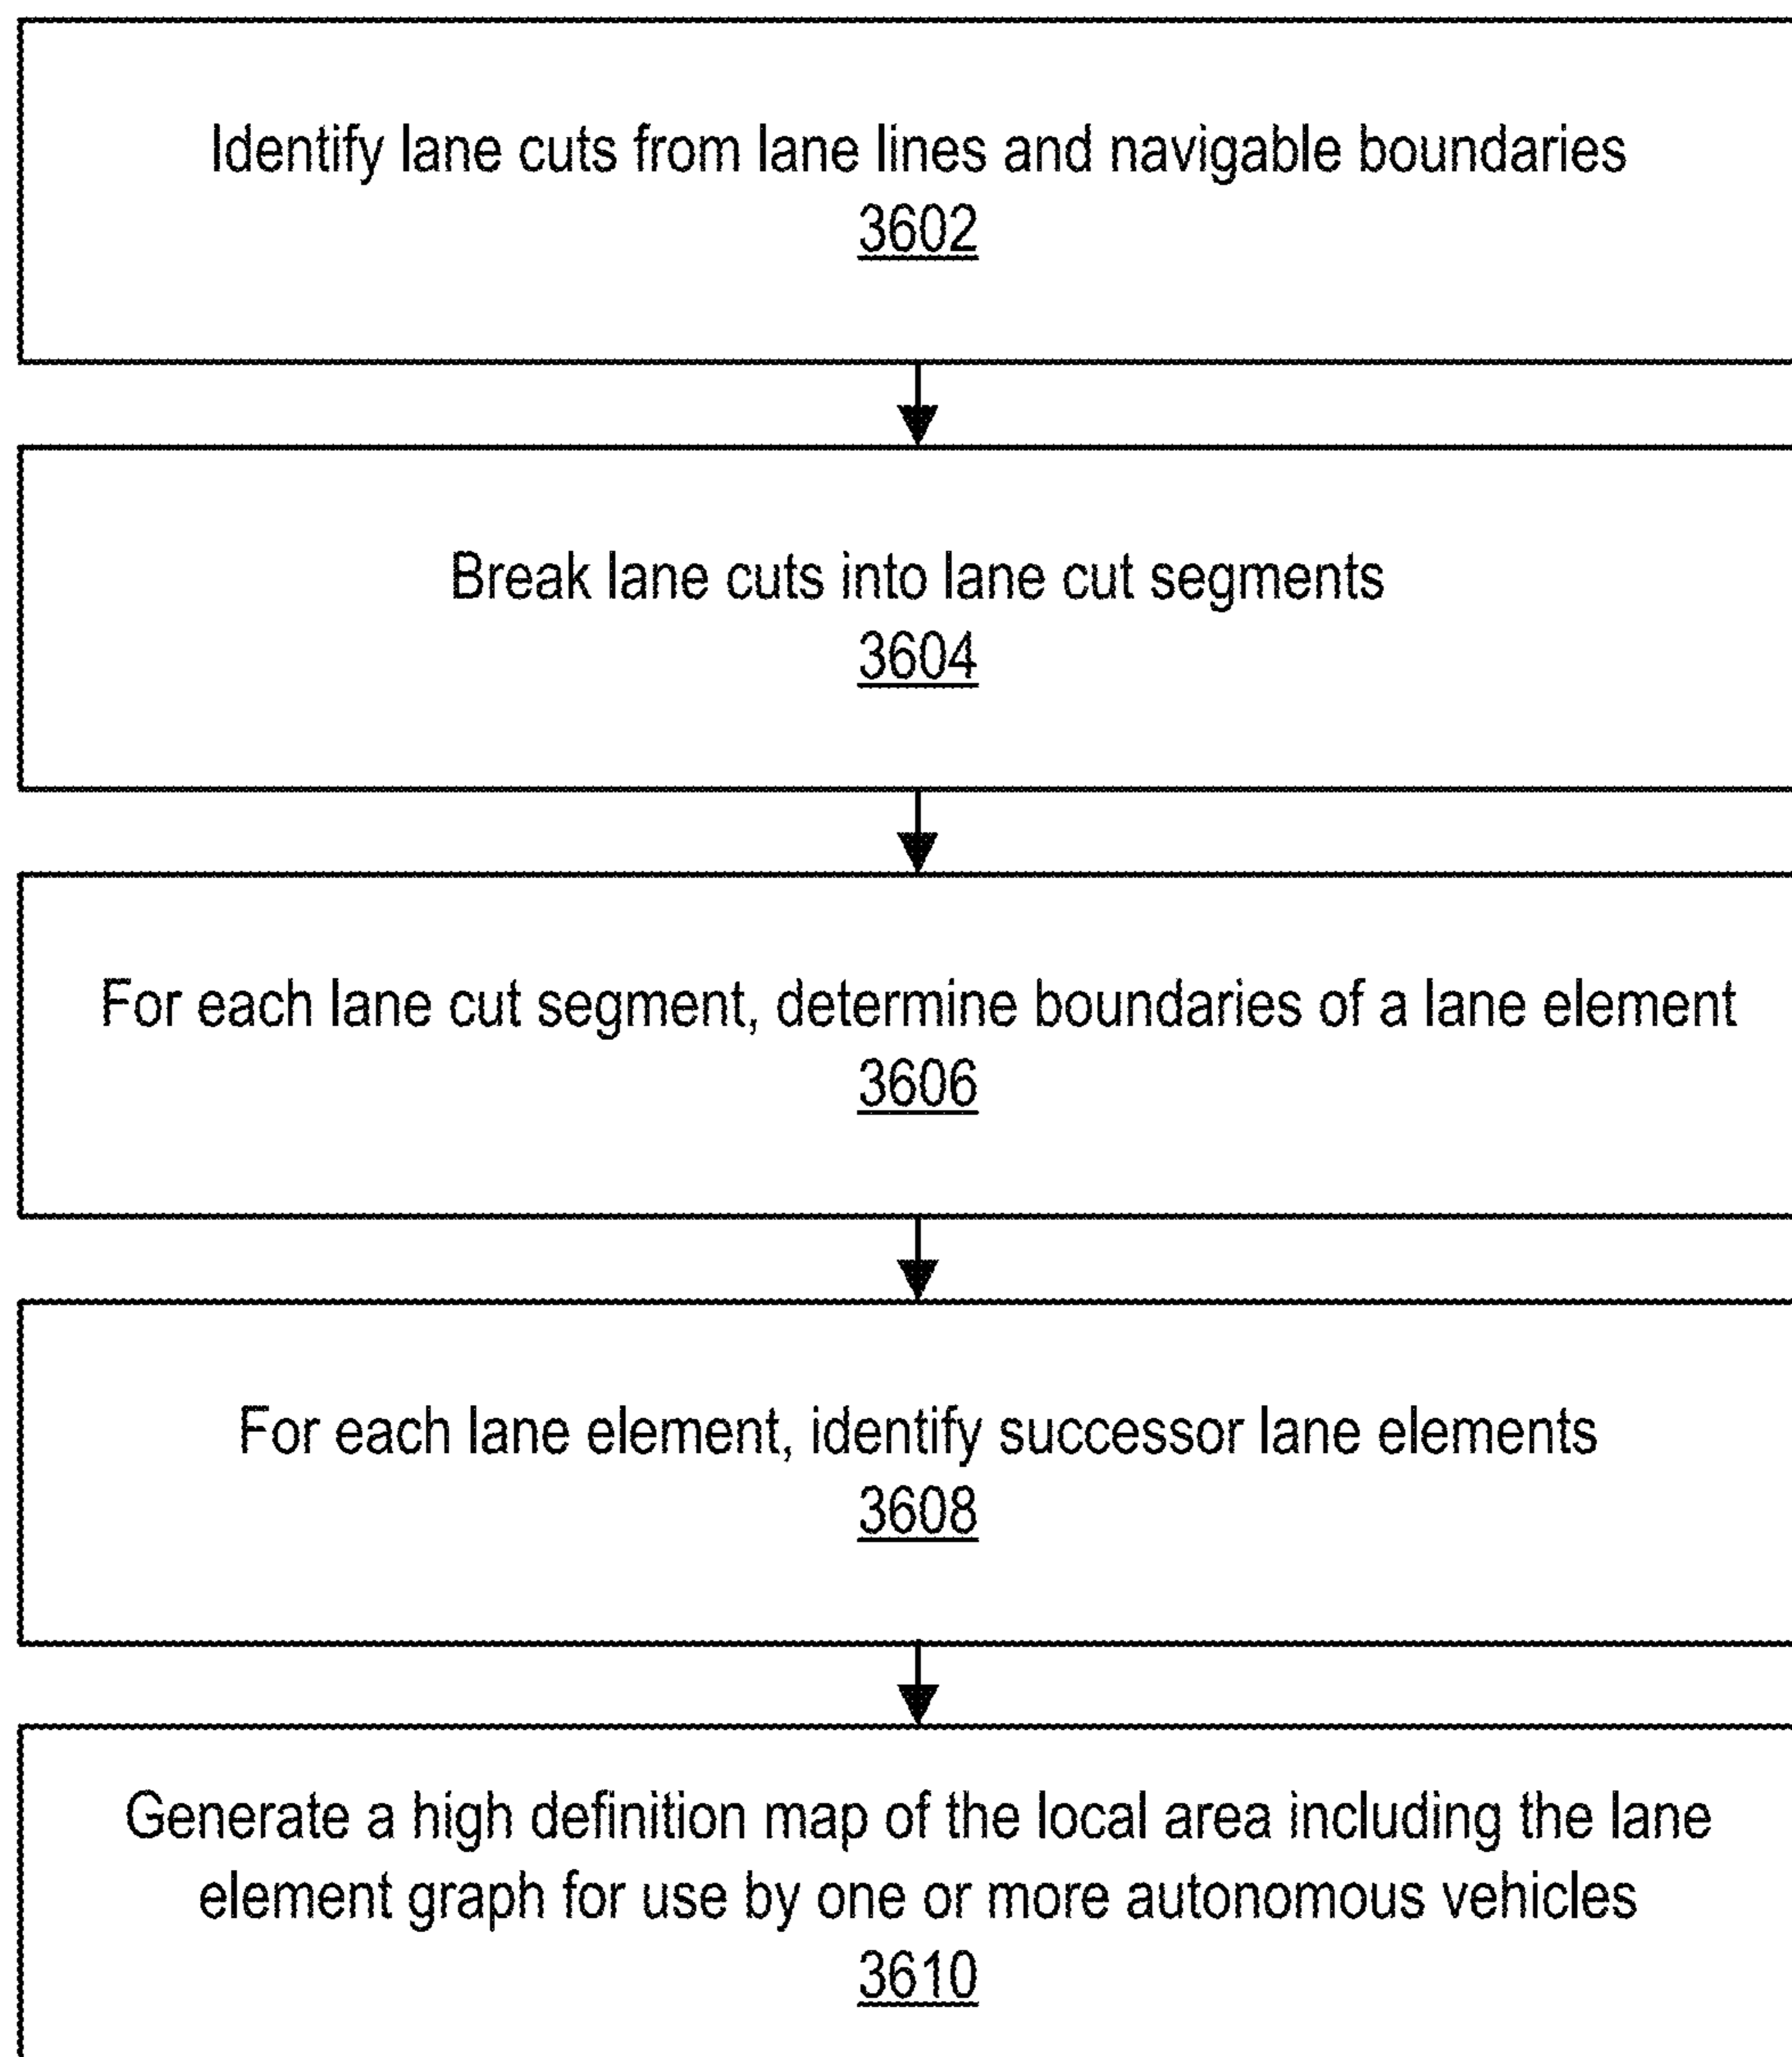 Identify lane cuts from lane lines and navigable boundaries
3602
Break lane cuts into lane cut segments
3604
For each lane cut segment, determine boundaries of a lane element
3606
For each lane element, identify successor lane elements
3608
Generate a high definition map of the local area including the lane
element graph for use by one or more autonomous vehicles
3610